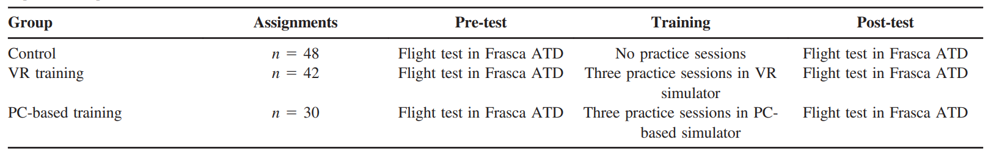 Group Assignments Pre-test Training Post-test
Control n = 48 Flight test in Frasca ATD No practice sessions Flight test in Frasca ATD
VR training n = 42 Flight test in Frasca ATD Three practice sessions in VR Flight test in Frasca ATD
simulator
PC-based training n = 30 Flight test in Frasca ATD Three practice sessions in PC- Flight test in Frasca ATD
based simulator